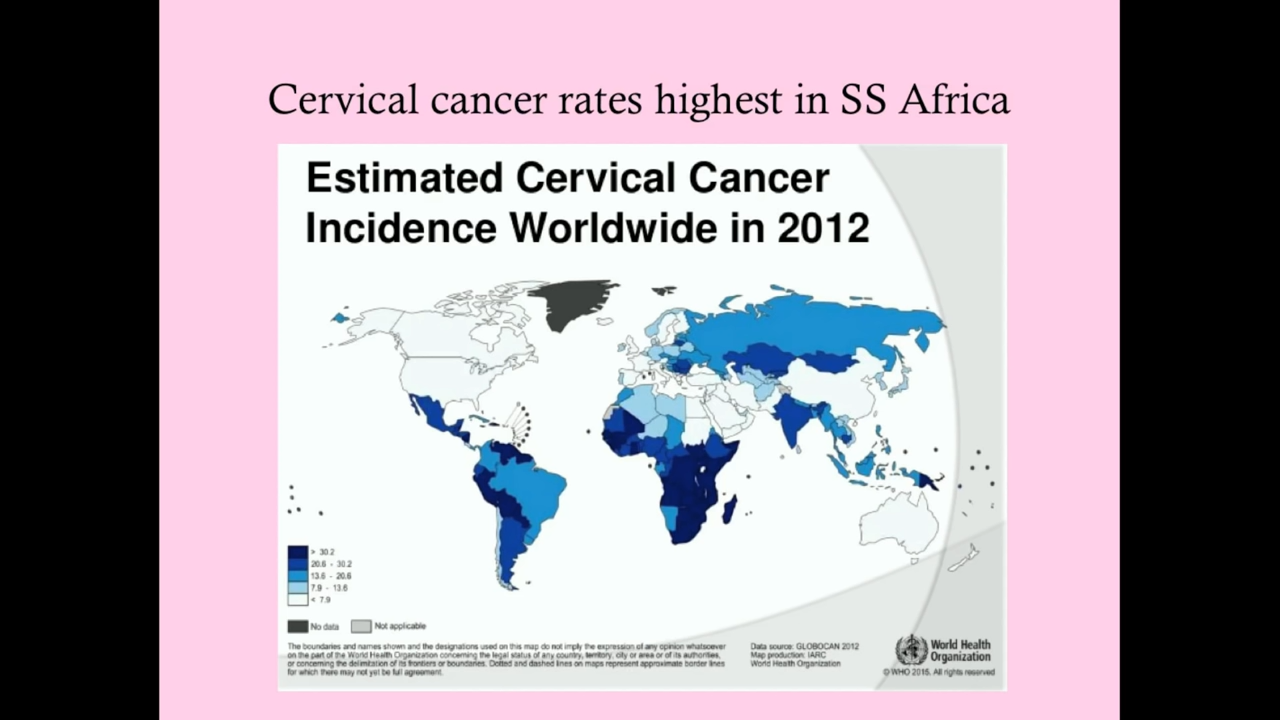 Cervical cancer rates highest in SS Africa
Estimated Cervical Cancer
Incidence Worldwide in 2012
> 30.2
20.6 - 30.2
13.6 - 20.6
7.9 - 13.6
< 7.9
No data
Not applicable
The boundaries and names shown and the designations used on this map do not imply the expression of any opinion whatsoever
on the part of the World Health Organization concerning the legal status of any country, territory, city or area or of its authorities,
or concerning the delimitation of its frontiers or boundaries. Dotted and dashed lines on maps represent approximate border lines
for which there may not yet be full agreement.
Data source: GLOBOCAN 2012
Map production: IARC
World Health Organization
World Health
Organization
© WHO 2015. All rights reserved